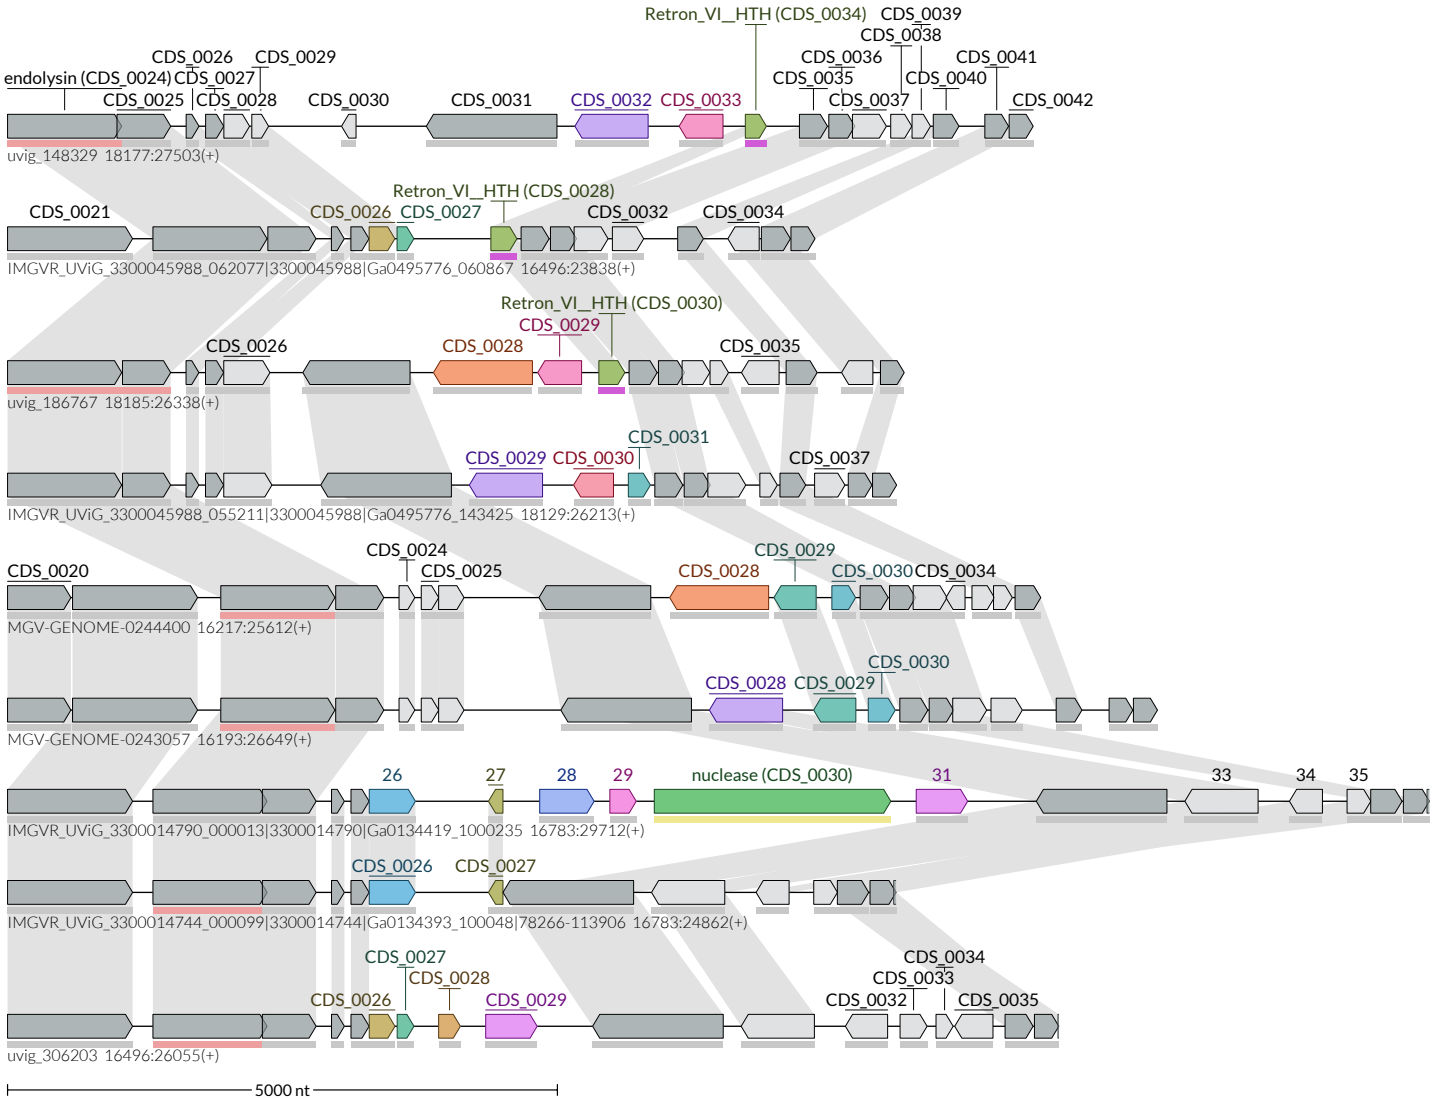 Retron_VI__HTH (CDS_0034) CDS_0039
CDS_0038
CDS_0026 CDS_0029 CDS_0036 CDS_0041
endolysin (CDS_0024) CDS_0027 CDS_0035 CDS_0040
CDS_0025 CDS_0028 CDS_0030 CDS_0031 CDS_0032 CDS_0033 CDS_0037 CDS_0042
uvig_148329 18177:27503(+)
Retron_VI__HTH (CDS_0028)
CDS_0021 CDS_0026 CDS_0027 CDS_0032 CDS_0034
IMGVR_UViG_3300045988_062077|3300045988|Ga0495776_060867 16496:23838(+)
Retron_VI__HTH (CDS_0030)
CDS_0029
CDS_0026 CDS_0028 CDS_0035
uvig_186767 18185:26338(+)
CDS_0031
CDS_0029 CDS_0030 CDS_0037
IMGVR_UViG_3300045988_055211|3300045988|Ga0495776_143425 18129:26213(+)
CDS_0024 CDS_0029
CDS_0020 CDS_0025 CDS_0028 CDS_0030 CDS_0034
MGV-GENOME-0244400 16217:25612(+)
CDS_0030
CDS_0028 CDS_0029
MGV-GENOME-0243057 16193:26649(+)
26 27 28 29 nuclease (CDS_0030) 31 33 34 35
IMGVR_UViG_3300014790_000013|3300014790|Ga0134419_1000235 16783:29712(+)
CDS_0026 CDS_0027
IMGVR_UViG_3300014744_000099|3300014744|Ga0134393_100048|78266-113906 16783:24862(+)
CDS_0027 CDS_0034
CDS_0028 CDS_0033
CDS_0026 CDS_0029 CDS_0032 CDS_0035
uvig_306203 16496:26055(+)
5000 nt